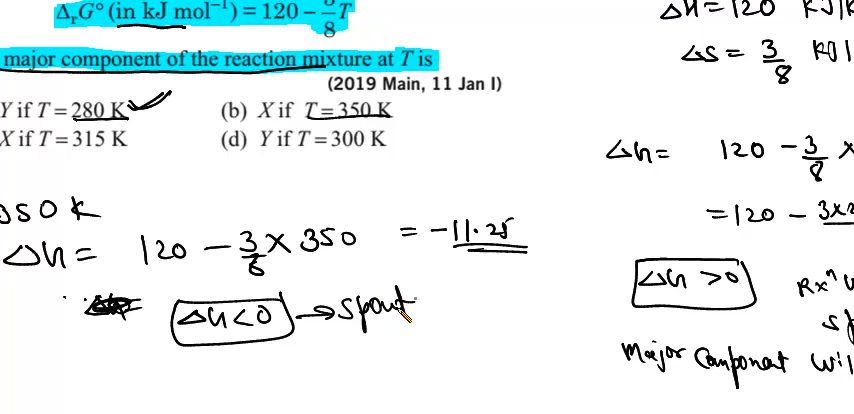 ΔrG° (in kJ mol⁻¹) = 120 – 3/8 T
major component of the reaction mixture at T is
(2019 Main, 11 Jan I)
Y if T = 280 K (b) X if T = 350 K
X if T = 315 K (d) Y if T = 300 K
ΔH = 120 KJ/
ΔS = 3/8 KJ
ΔG = 120 - 3/8 ×
= 120 -
ΔG > 0 Rxⁿ
Major Component Wil
350 K
ΔG = 120 - 3/8 × 350 = -11.25
ΔG < 0 → Spont